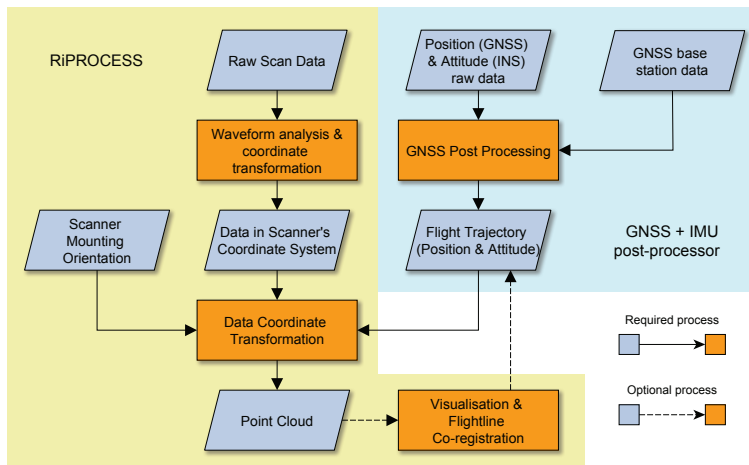 RiPROCESS
Raw Scan Data
Position (GNSS)
& Attitude (INS)
raw data
GNSS base
station data
Waveform analysis &
coordinate
transformation
GNSS Post Processing
Scanner
Mounting
Orientation
Data in Scanner's
Coordinate System
Flight Trajectory
(Position & Attitude)
GNSS + IMU
post-processor
Data Coordinate
Transformation
Required process
Point Cloud
Visualisation &
Flightline
Co-registration
Optional process